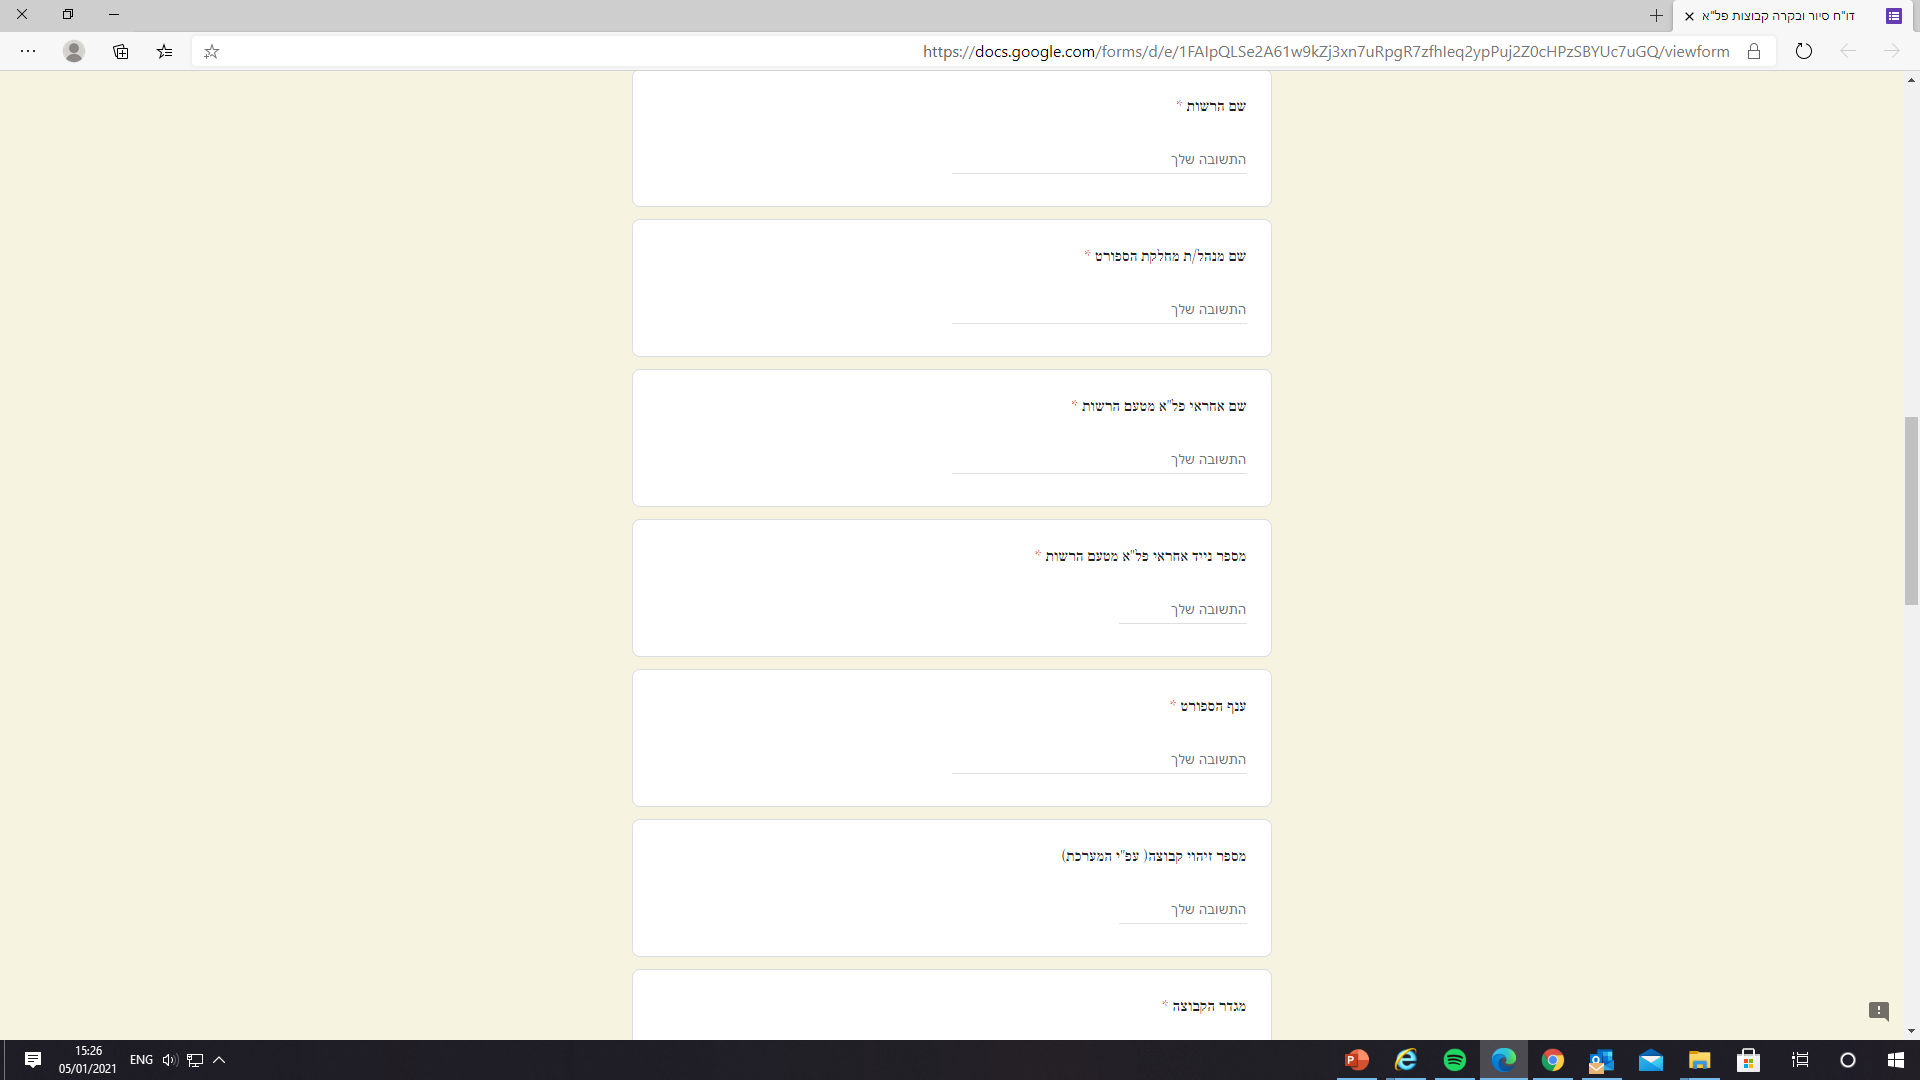 דו"ח סיור ובקרה קבוצות פל"א
https://docs.google.com/forms/d/e/1FAIpQLSe2A61w9kZj3xn7uRpgR7zfhIeq2ypPuj2Z0cHPzSBYUc7uGQ/viewform
שם הרשות *
התשובה שלך
שם מנהל/ת מחלקת הספורט *
התשובה שלך
שם אחראי פל"א מטעם הרשות *
התשובה שלך
מספר נייד אחראי פל"א מטעם הרשות *
התשובה שלך
ענף הספורט *
התשובה שלך
מספר זיהוי קבוצה( עפ"י המערכת)
התשובה שלך
מגדר הקבוצה *
15:26
ENG
05/01/2021